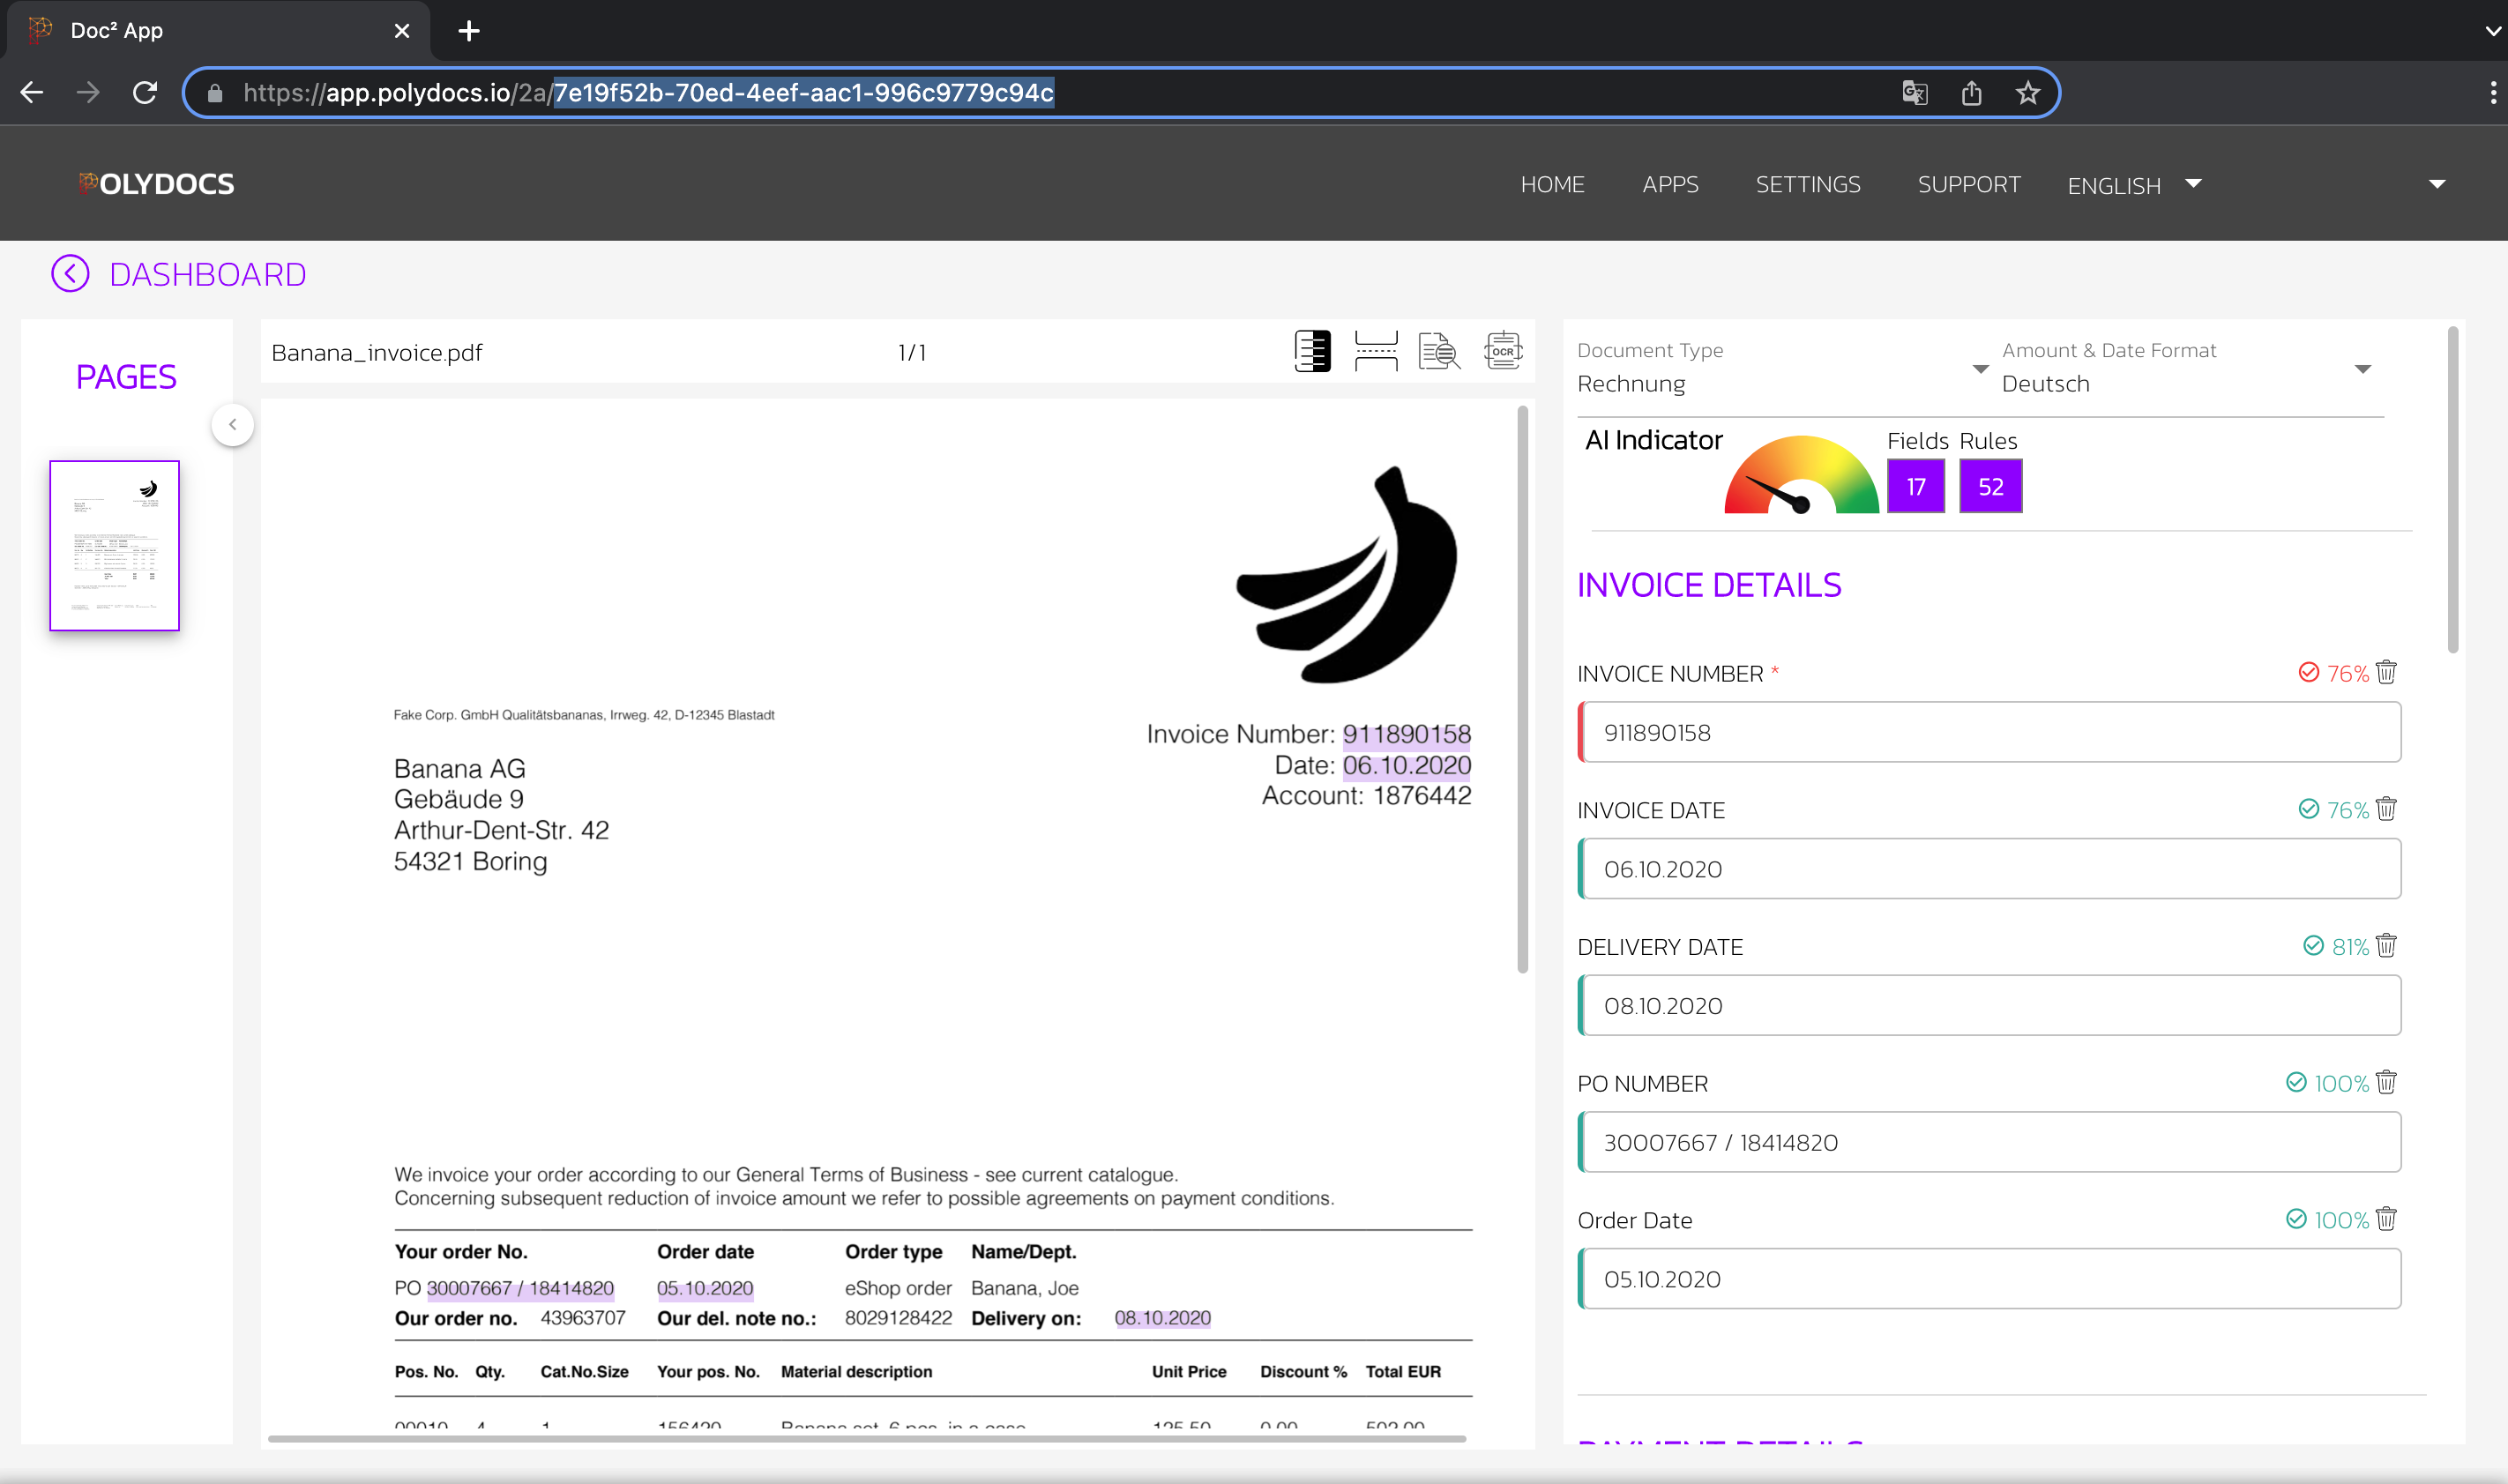 Doc² App
https://app.polydocs.io/2a/7e19f52b-70ed-4eef-aac1-996c9779c94c
POLYDOCS
HOME APPS SETTINGS SUPPORT ENGLISH
DASHBOARD
PAGES
Banana_invoice.pdf 1/1
OCR
Fake Corp. GmbH Qualitätsbananas, Irrweg. 42, D-12345 Blastadt
Banana AG
Gebäude 9
Arthur-Dent-Str. 42
54321 Boring
Invoice Number: 911890158
Date: 06.10.2020
Account: 1876442
We invoice your order according to our General Terms of Business - see current catalogue.
Concerning subsequent reduction of invoice amount we refer to possible agreements on payment conditions.
Your order No. Order date Order type Name/Dept.
PO 30007667 / 18414820 05.10.2020 eShop order Banana, Joe
Our order no. 43963707 Our del. note no.: 8029128422 Delivery on: 08.10.2020
Pos. No. Qty. Cat.No.Size Your pos. No. Material description Unit Price Discount % Total EUR
Document Type
Rechnung
Amount & Date Format
Deutsch
AI Indicator
Fields Rules
17 52
INVOICE DETAILS
INVOICE NUMBER * 76%
911890158
INVOICE DATE 76%
06.10.2020
DELIVERY DATE 81%
08.10.2020
PO NUMBER 100%
30007667 / 18414820
Order Date 100%
05.10.2020
PAYMENT DETAILS